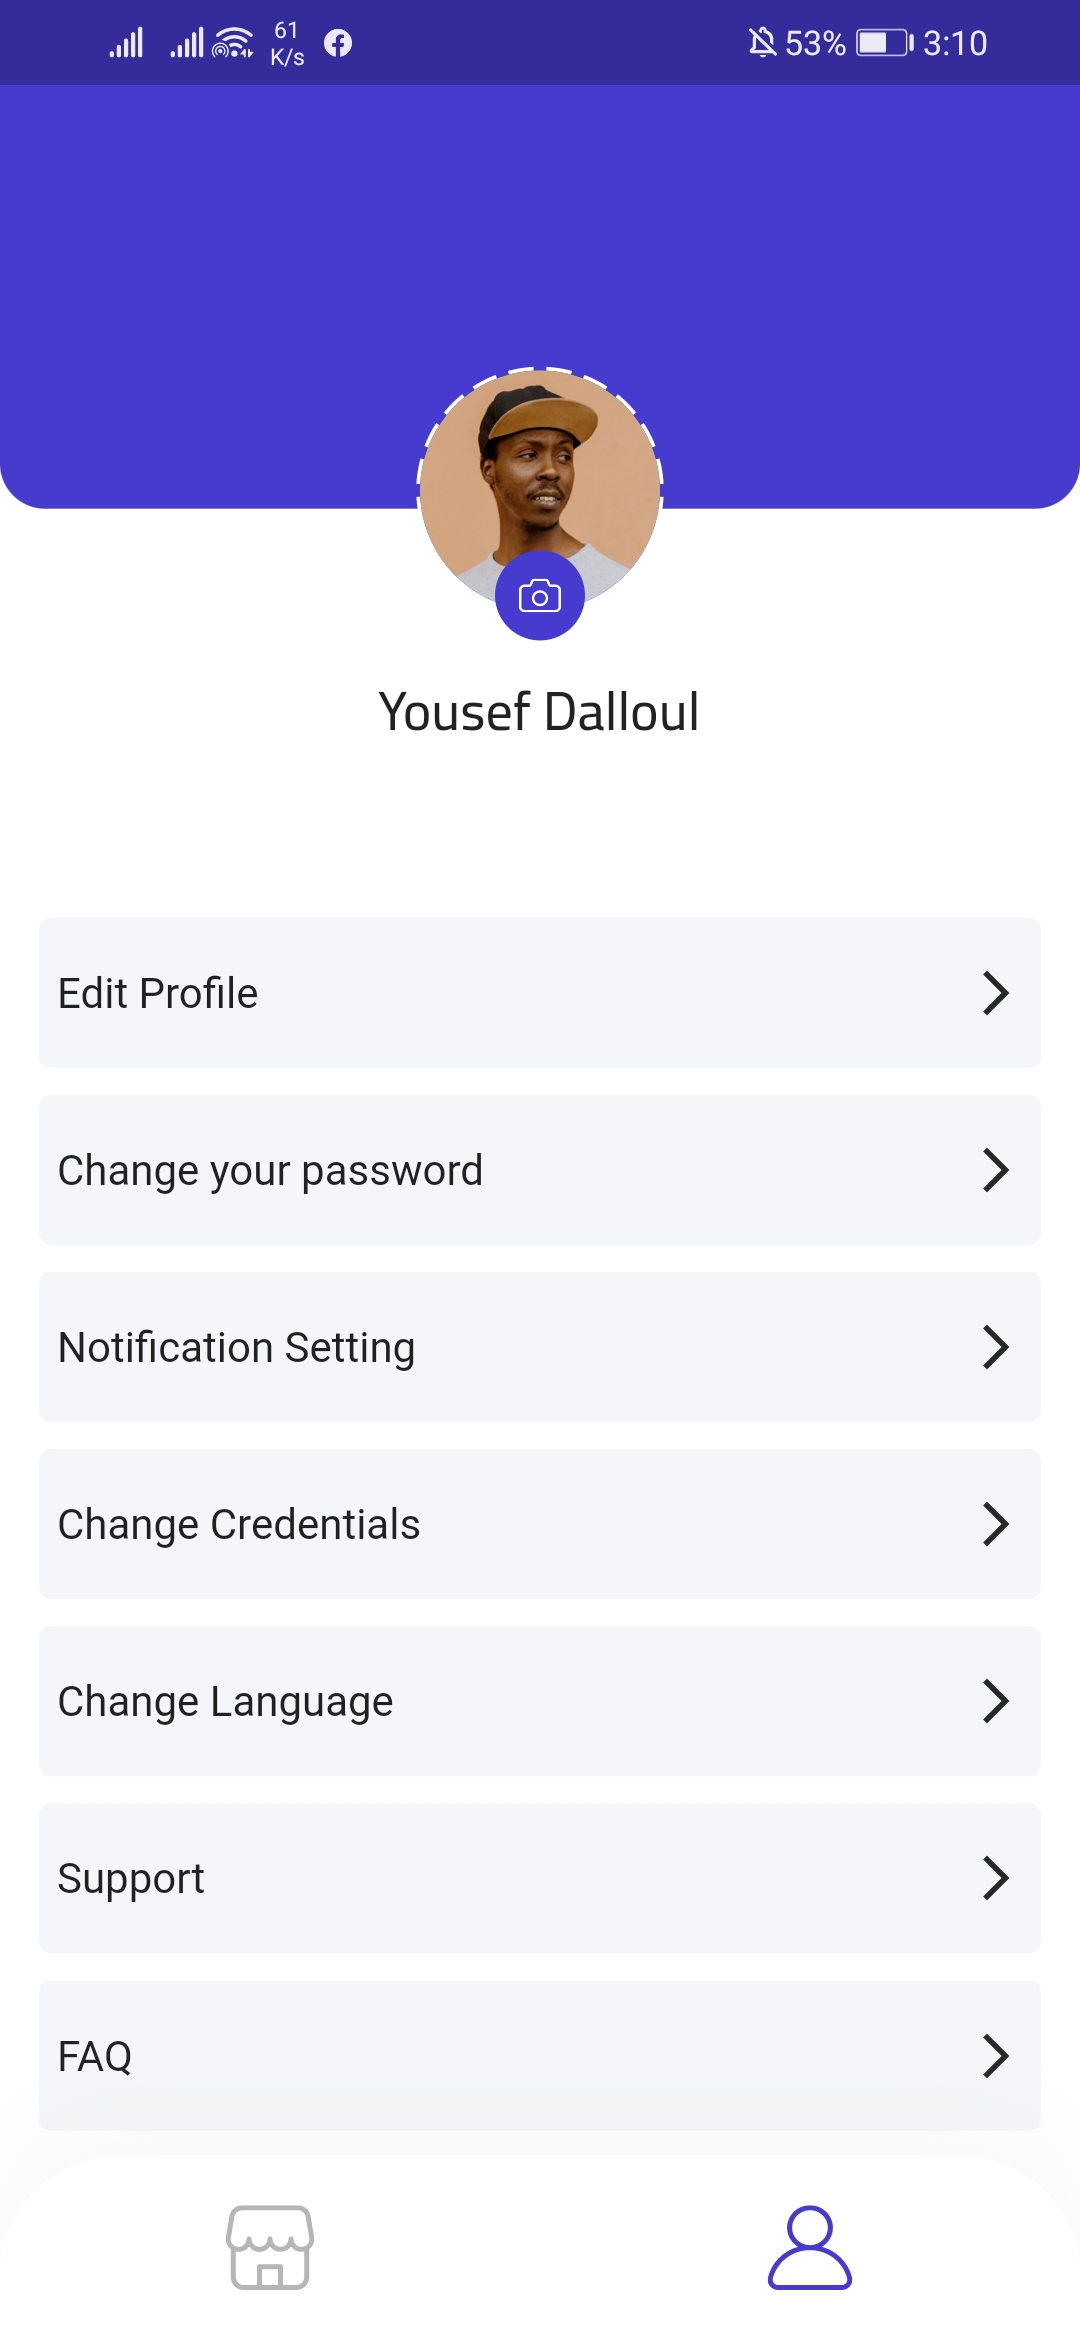 61
K/s
53%
3:10
Yousef Dalloul
Edit Profile
Change your password
Notification Setting
Change Credentials
Change Language
Support
FAQ